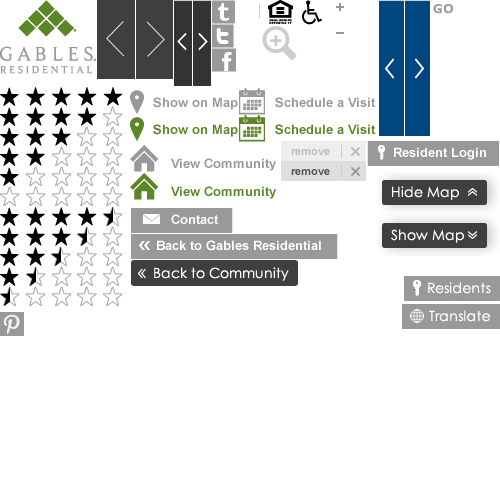 GABLES
RESIDENTIAL
GO
Show on Map
Schedule a Visit
Show on Map
Schedule a Visit
View Community
remove
Resident Login
remove
View Community
Hide Map
Contact
Show Map
Back to Gables Residential
Back to Community
Residents
Translate